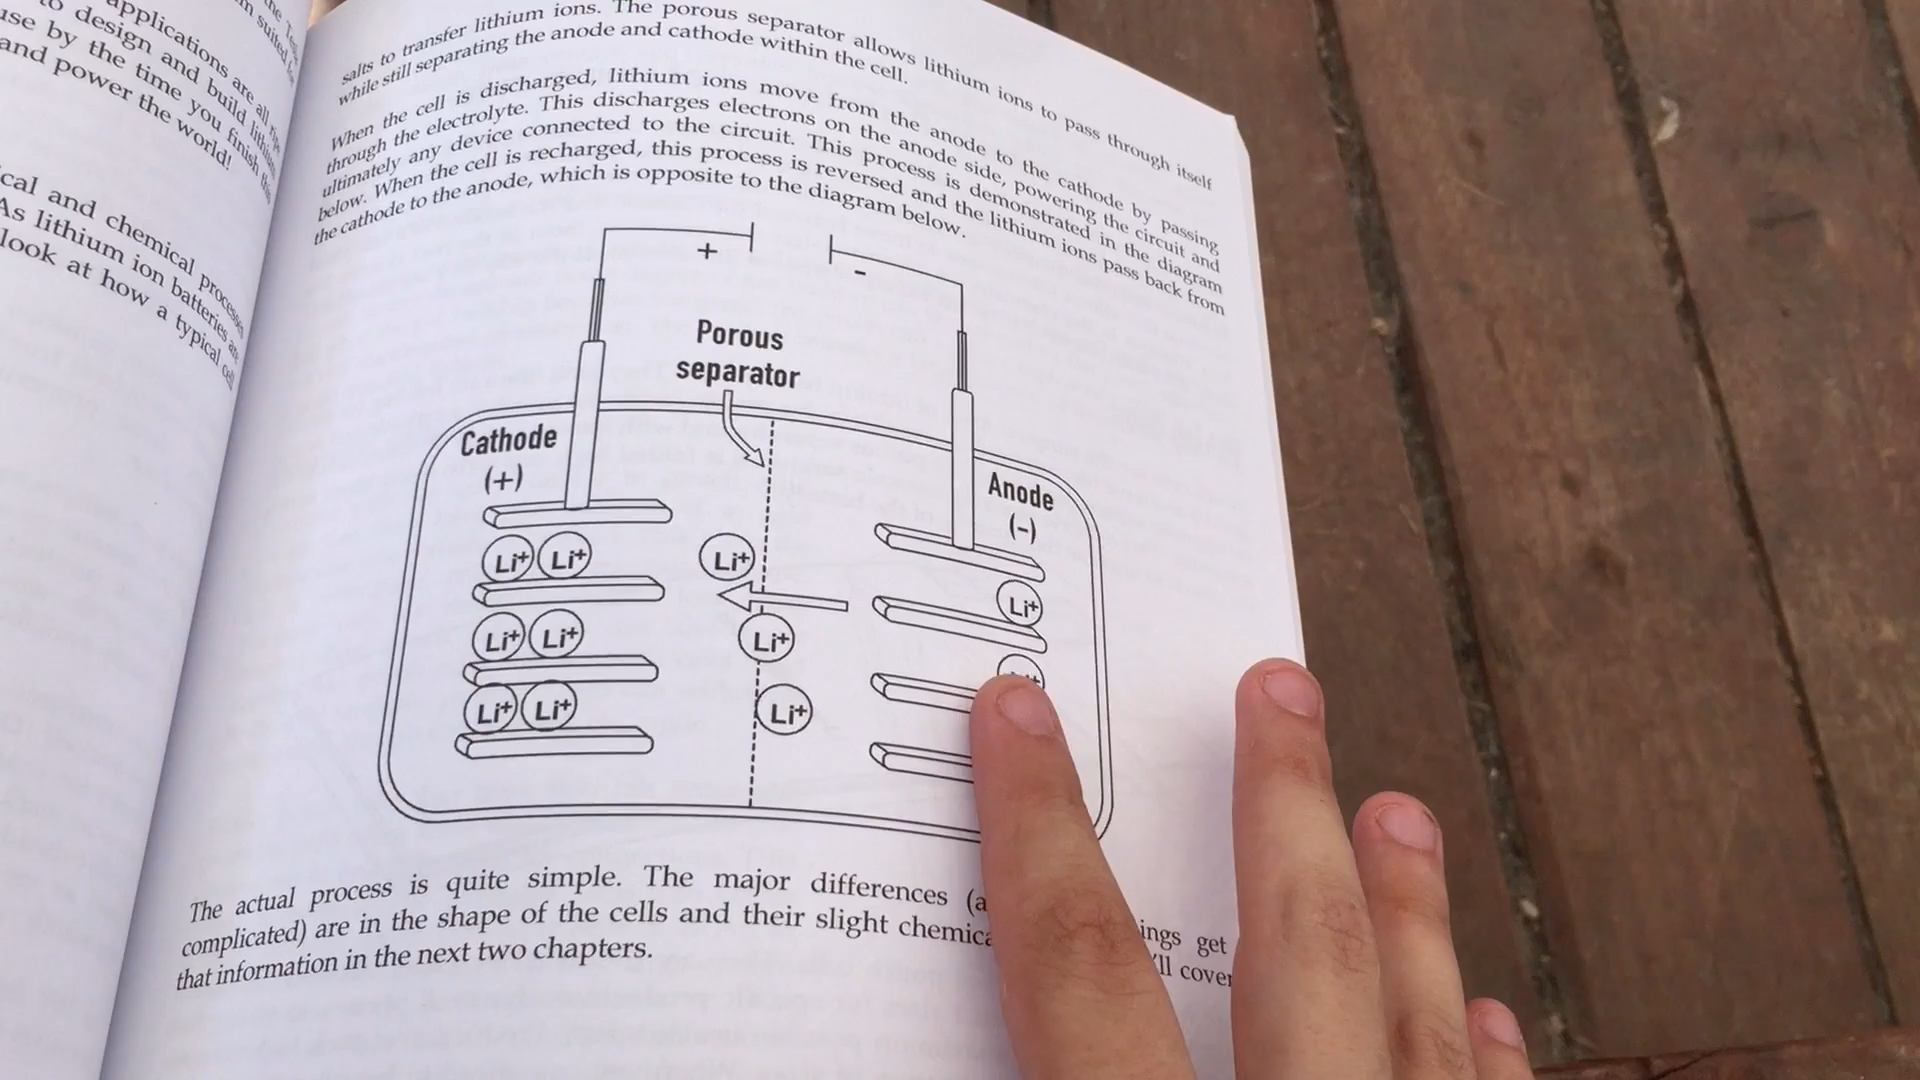 applications are all
to design and build lithium
use by the time you finish this
and power the world!
cal and chemical processes
As lithium ion batteries are
look at how a typical cell
salts to transfer lithium ions. The porous separator allows lithium ions to pass through itself
while still separating the anode and cathode within the cell.
When the cell is discharged, lithium ions move from the anode to the cathode by passing
through the electrolyte. This discharges electrons on the anode side, powering the circuit and
ultimately any device connected to the circuit. This process is demonstrated in the diagram
below. When the cell is recharged, this process is reversed and the lithium ions pass back from
the cathode to the anode, which is opposite to the diagram below.
+
-
Porous
separator
Cathode
(+)
Anode
(-)
Li+ Li+ Li+
Li+
Li+ Li+ Li+
Li+ Li+ Li+
The actual process is quite simple. The major differences (a ings get
complicated) are in the shape of the cells and their slight chemica 'll cover
that information in the next two chapters.